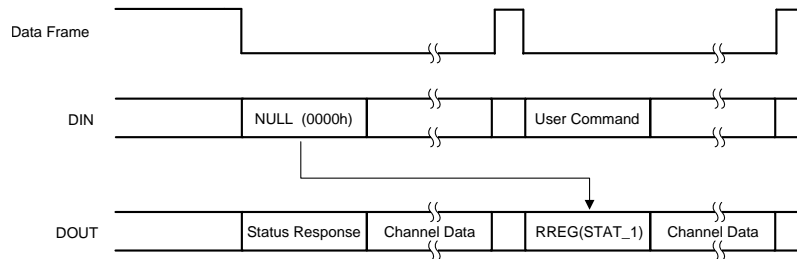 Data Frame
DIN
NULL (0000h)
User Command
DOUT
Status Response
Channel Data
RREG(STAT_1)
Channel Data